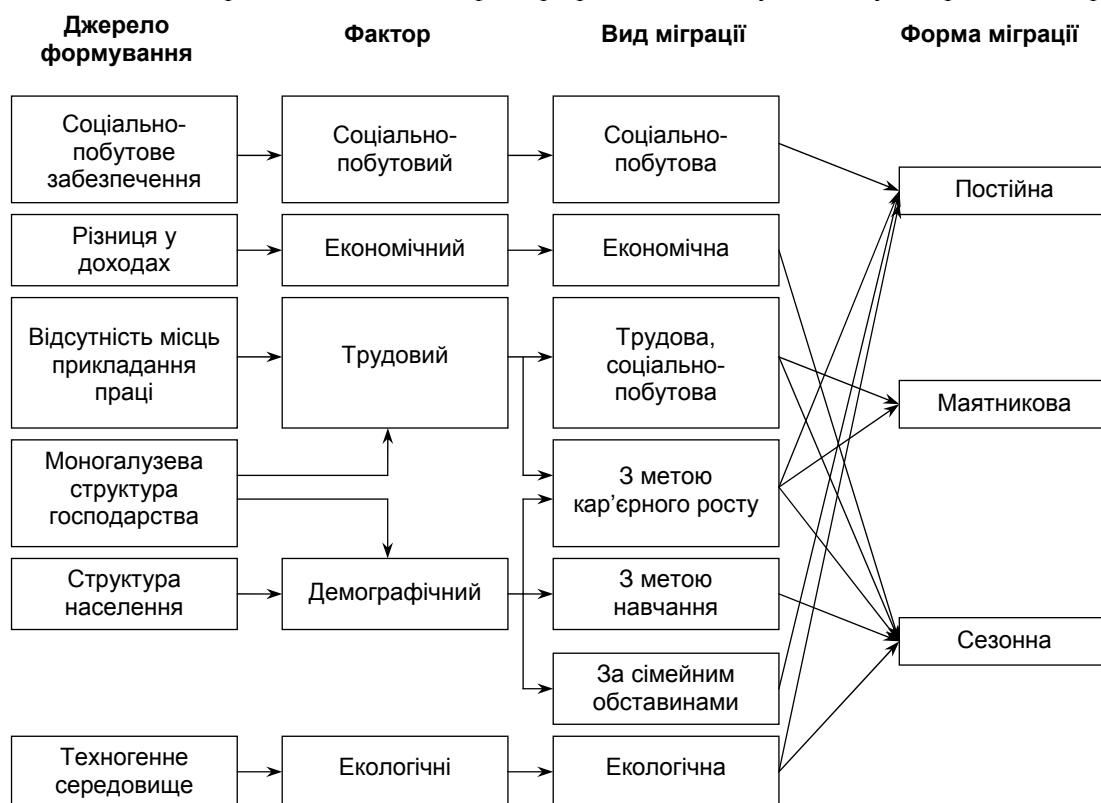 Джерело
формування
Фактор
Вид міграції
Форма міграції
Соціально-
побутове
забезпечення
Соціально-
побутовий
Соціально-
побутова
Постійна
Різниця у
доходах
Економічний
Економічна
Відсутність місць
прикладання
праці
Трудовий
Трудова,
соціально-
побутова
Маятникова
Моногалузева
структура
господарства
З метою
кар’єрного росту
Структура
населення
Демографічний
З метою
навчання
Сезонна
За сімейним
обставинами
Техногенне
середовище
Екологічні
Екологічна